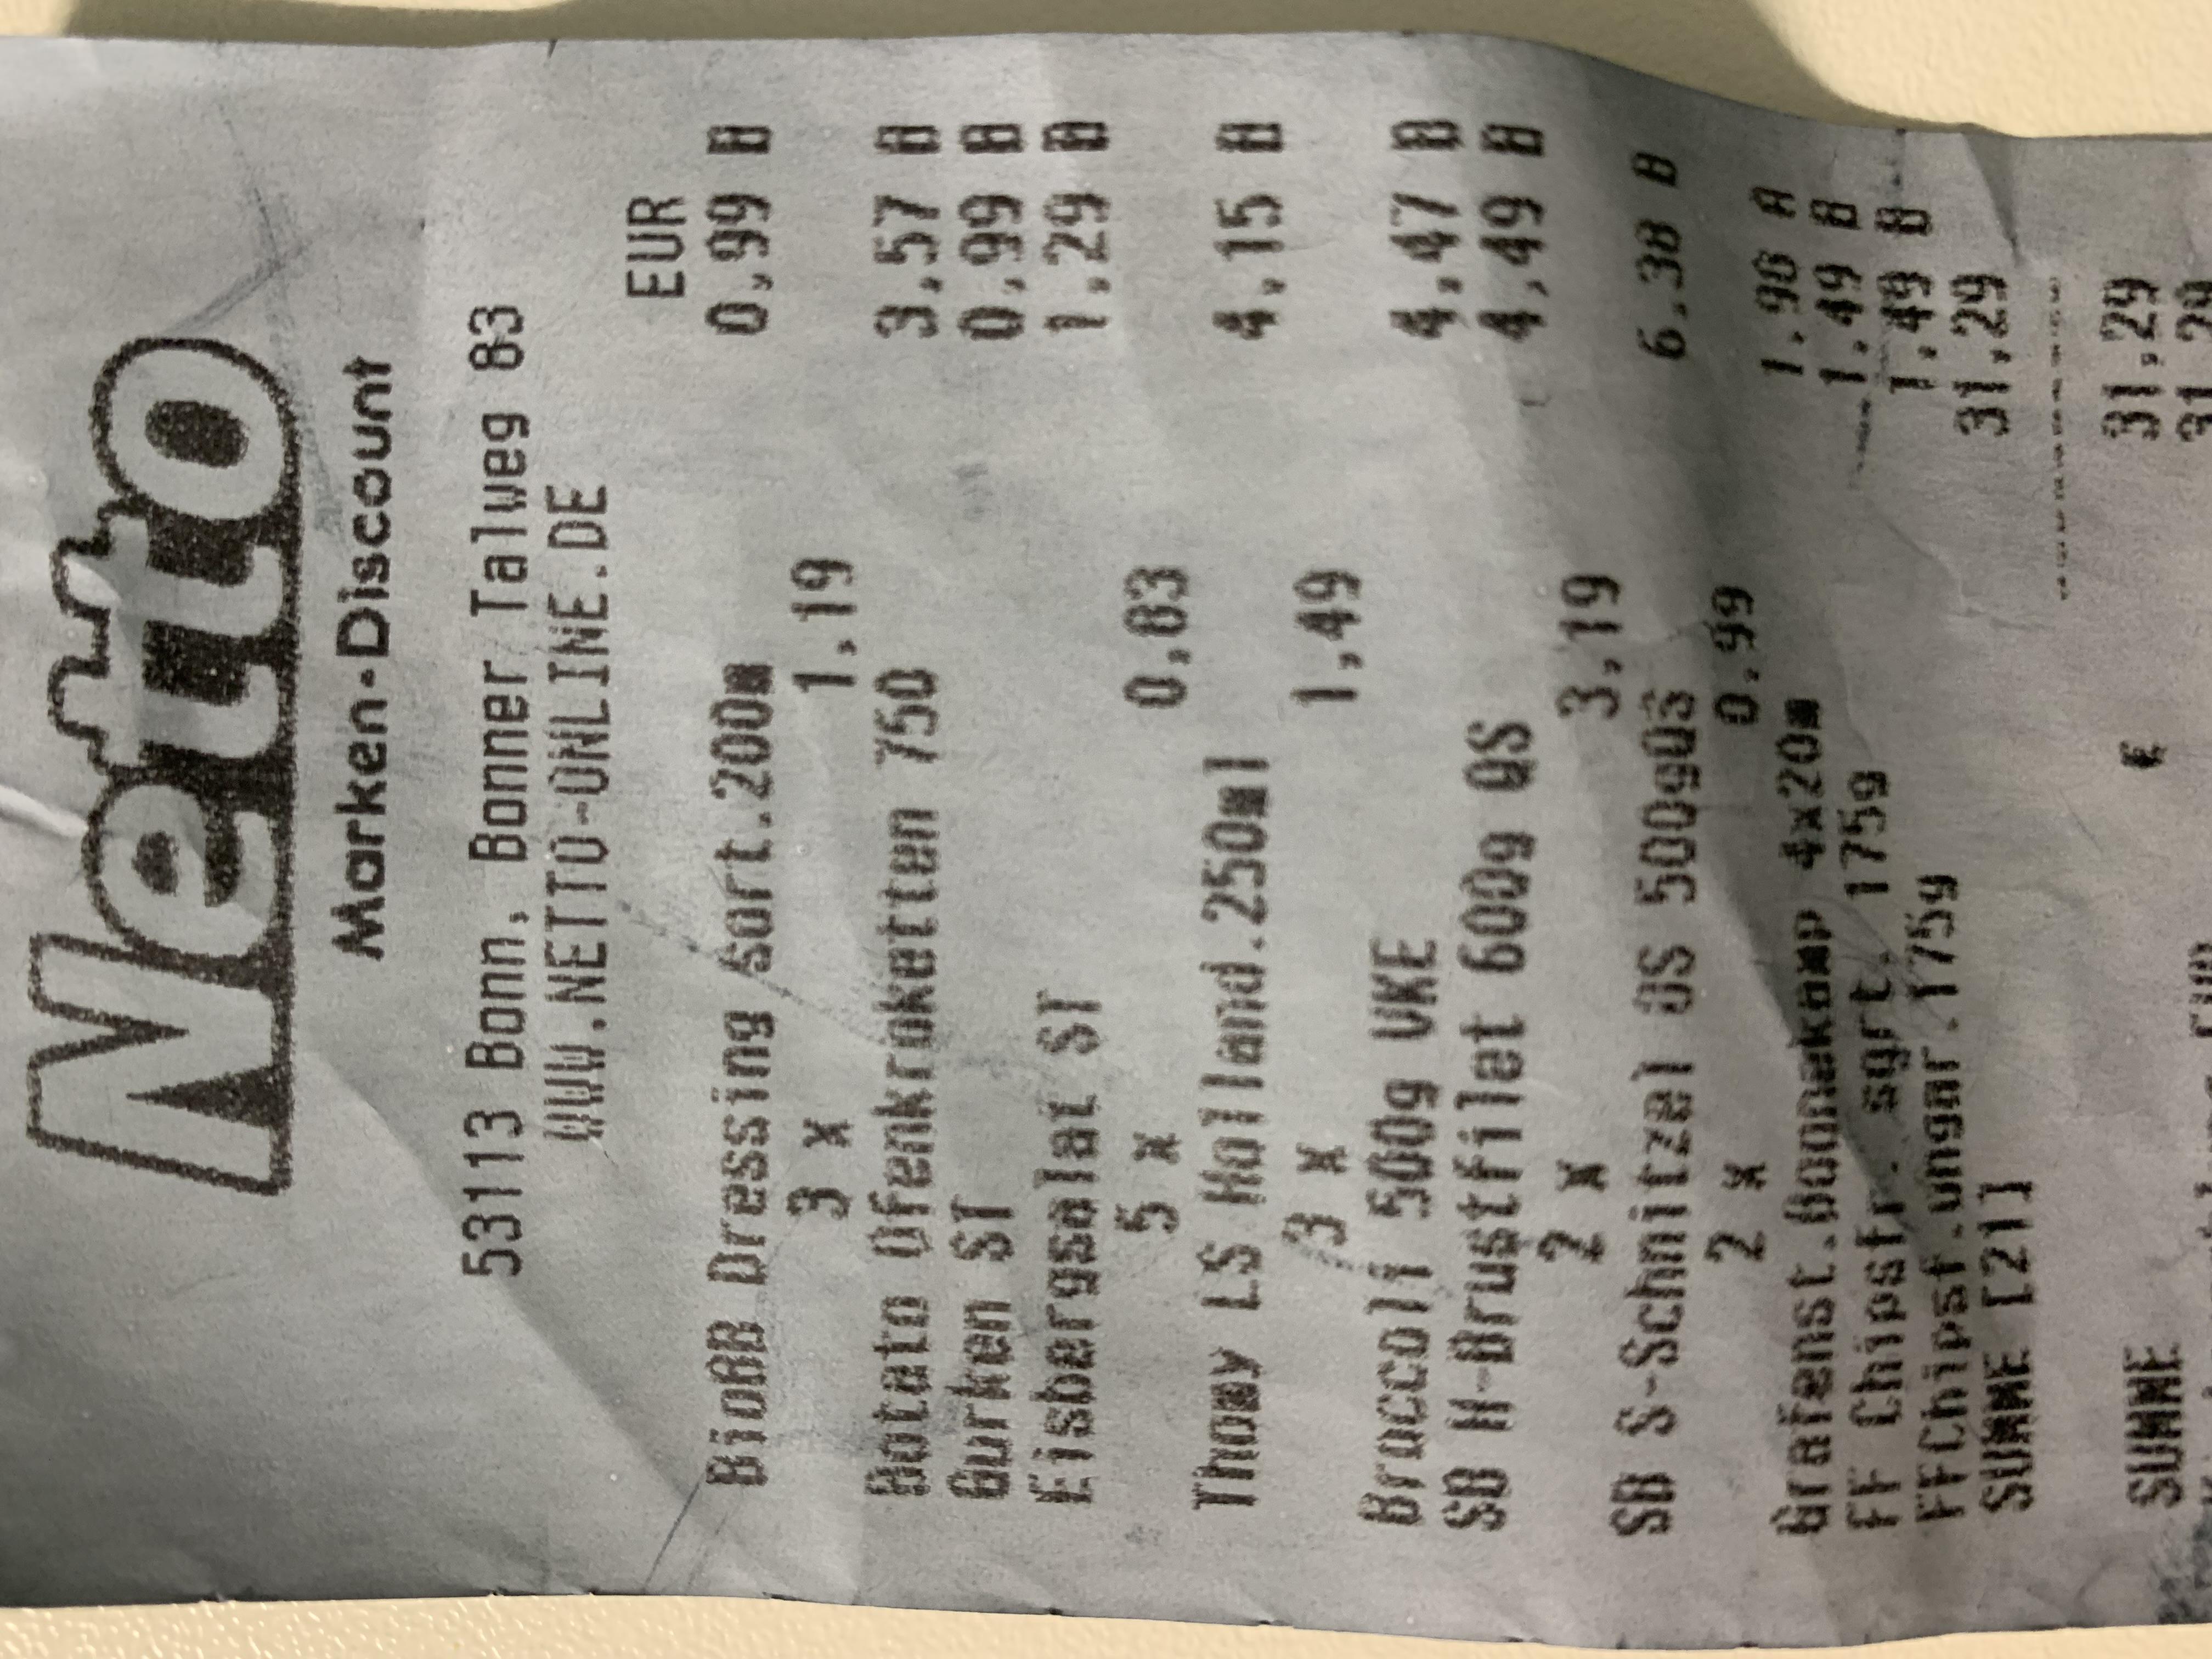 Netto
Marken-Discount
53113 Bonn, Bonner Talweg 83
WWW.NETTO-ONLINE.DE
EUR
BioBB Dressing sort.200m 0,99 B
3 x 1,19
Botato Ofenkroketten 750 3,57 B
Gurken ST 0,99 B
Eisbergsalat ST 1,29 B
5 x 0,83
Thomy LS Holland.250ml 4,15 B
3 x 1,49
Broccoli 500g VKE 4,47 B
SB H-Brustfilet 600g QS 4,49 B
2 x 3,19
SB S-Schnitzel OS 500gQS 6,38 B
2 x 0,99
Grafenst.Boonekamp 4x20m 1,98 A
FF Chipsfr. sort. 175g 1,49 B
FFChipsf.ungar.175g 1,49 B
SUMME [21] 31,29
SUMME € 31,29
EUR 31,29